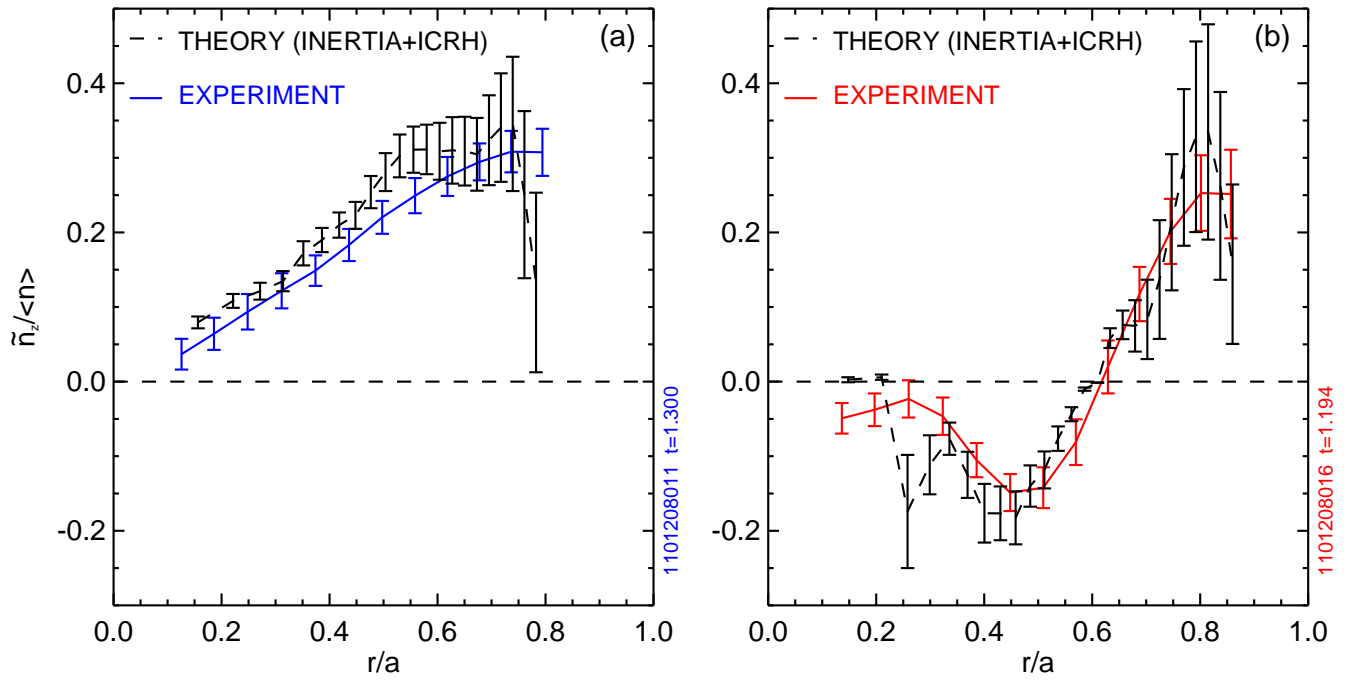 THEORY (INERTIA+ICRH) (a)
EXPERIMENT
0.4
0.2
0.0
-0.2
ñz/<n>
0.0 0.2 0.4 0.6 0.8 1.0
r/a
1101208011 t=1.300
THEORY (INERTIA+ICRH) (b)
EXPERIMENT
0.4
0.2
0.0
-0.2
0.0 0.2 0.4 0.6 0.8 1.0
r/a
1101208016 t=1.194